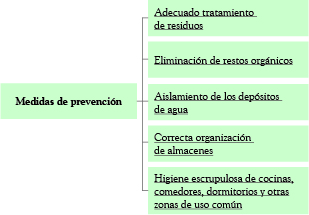 Medidas de prevención
Adecuado tratamiento
de residuos
Eliminación de restos orgánicos
Aislamiento de los depósitos
de agua
Correcta organización
de almacenes
Higiene escrupulosa de cocinas,
comedores, dormitorios y otras
zonas de uso común